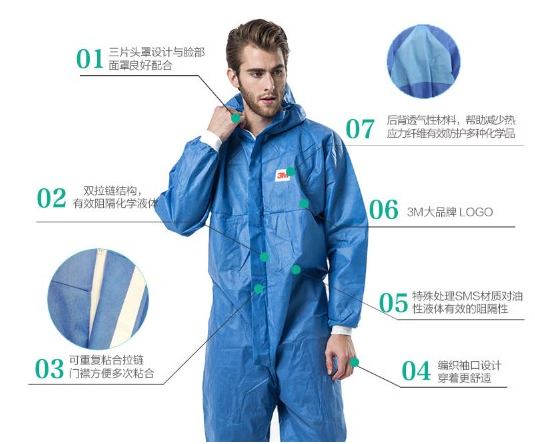 01 三片头罩设计与脸部
面罩良好配合
02 双拉链结构，
有效阻隔化学液体
03 可重复粘合拉链
门襟方便多次粘合
3M
07 后背透气性材料，帮助减少热
应力纤维有效防护多种化学品
06 3M大品牌 LOGO
05 特殊处理SMS材质对油
性液体有效的阻隔性
04 编织袖口设计
穿着更舒适